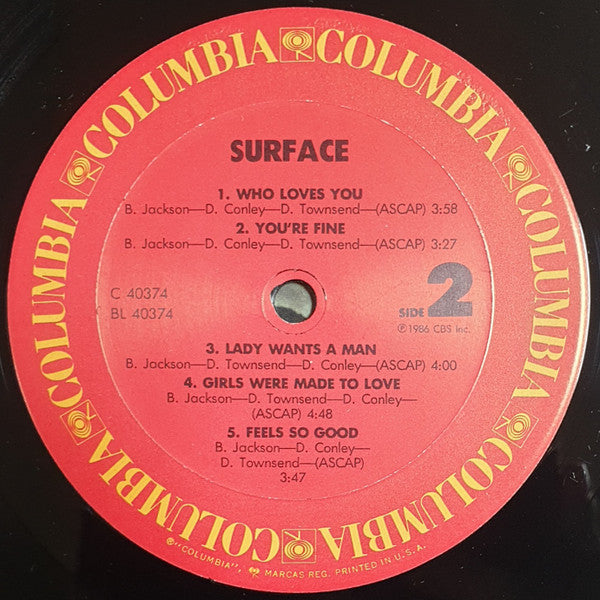 COLUMBIA COLUMBIA COLUMBIA COLUMBIA COLUMBIA COLUMBIA
SURFACE
1. WHO LOVES YOU
B. Jackson—D. Conley—D. Townsend—(ASCAP) 3:58
2. YOU'RE FINE
B. Jackson—D. Conley—D. Townsend—(ASCAP) 3:27
C 40374
BL 40374
SIDE 2
℗1986 CBS Inc.
3. LADY WANTS A MAN
B. Jackson—D. Townsend—D. Conley—(ASCAP) 4:00
4. GIRLS WERE MADE TO LOVE
B. Jackson—D. Townsend—D. Conley—
(ASCAP) 4:48
5. FEELS SO GOOD
B. Jackson—D. Conley—
D. Townsend—(ASCAP)
3:47
®"COLUMBIA", MARCAS REG. PRINTED IN U.S.A.